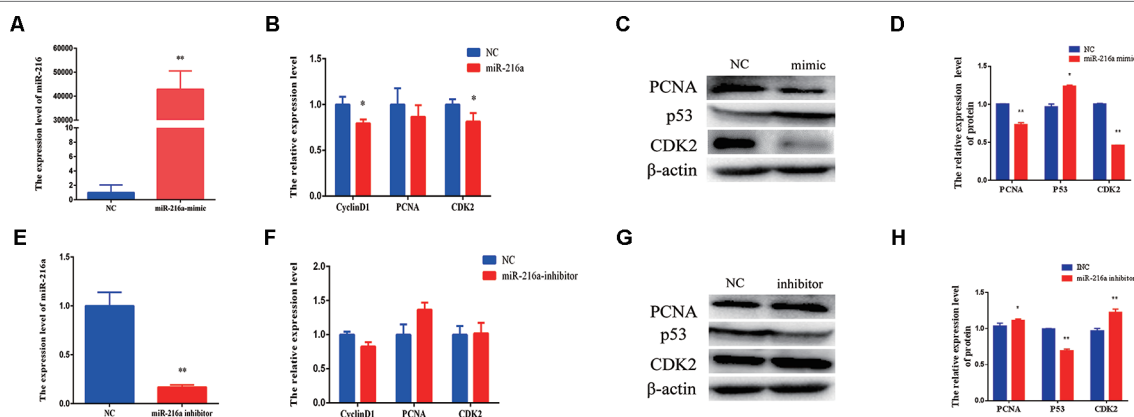 A
The expression level of miR-216
60000
50000
40000
30000
10
8
6
4
2
0
**
NC
miR-216a-mimic
B
NC
miR-216a
The relative expression level
1.5
1.0
0.5
0.0
*
*
CyclinD1
PCNA
CDK2
C
NC
mimic
PCNA
p53
CDK2
β-actin
D
NC
miR-216a mimic
The relative expression level
of protein
1.5
1.0
0.5
0.0
**
*
**
PCNA
P53
CDK2
E
The expression level of miR-216a
1.5
1.0
0.5
0.0
**
NC
miR-216a inhibitor
F
NC
miR-216a-inhibitor
The relative expression level
2.0
1.5
1.0
0.5
0.0
CyclinD1
PCNA
CDK2
G
NC
inhibitor
PCNA
p53
CDK2
β-actin
H
INC
miR-216a inhibitor
The relative expression level
of protein
1.5
1.0
0.5
0.0
*
**
**
PCNA
P53
CDK2